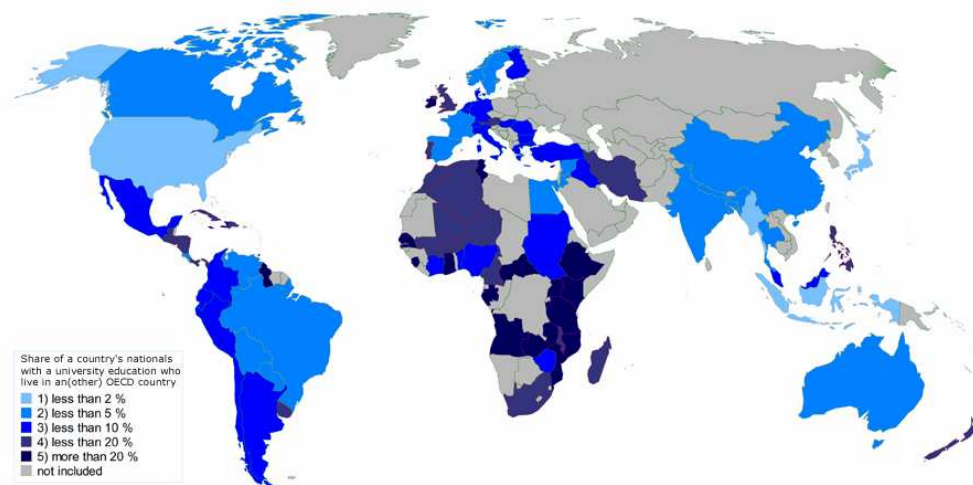 Share of a country's nationals
with a university education who
live in an(other) OECD country
1) less than 2 %
2) less than 5 %
3) less than 10 %
4) less than 20 %
5) more than 20 %
not included